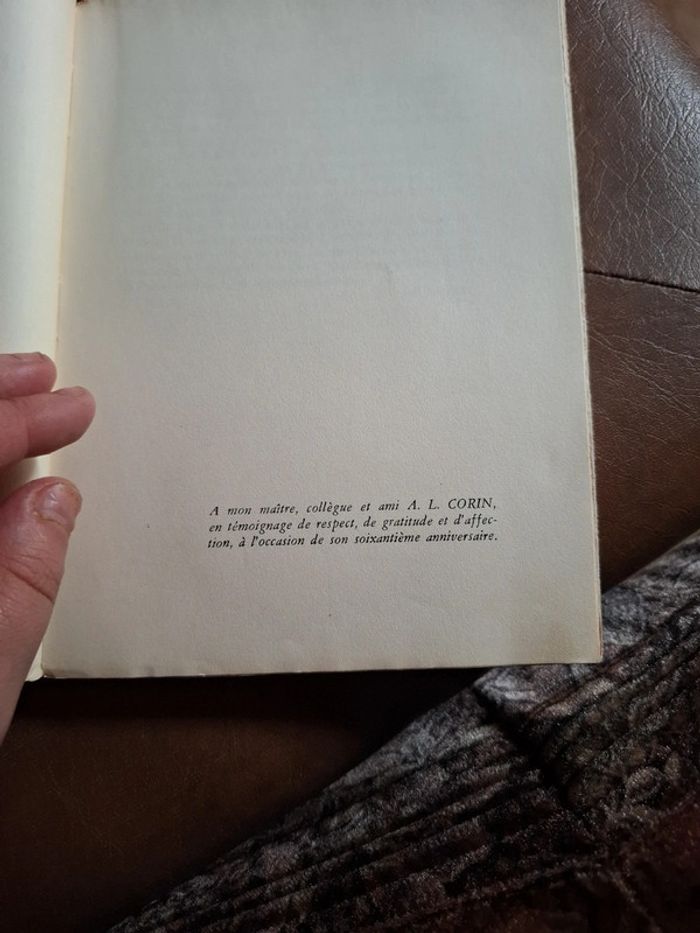 A mon maître, collègue et ami A. L. CORIN,
en témoignage de respect, de gratitude et d'affec-
tion, à l'occasion de son soixantième anniversaire.